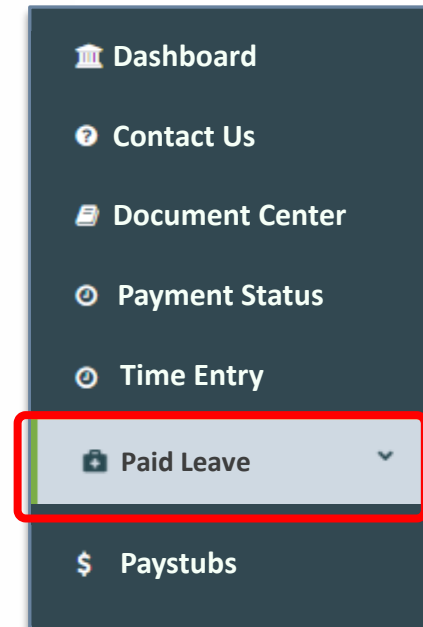 Dashboard
Contact Us
Document Center
Payment Status
Time Entry
Paid Leave
$ Paystubs